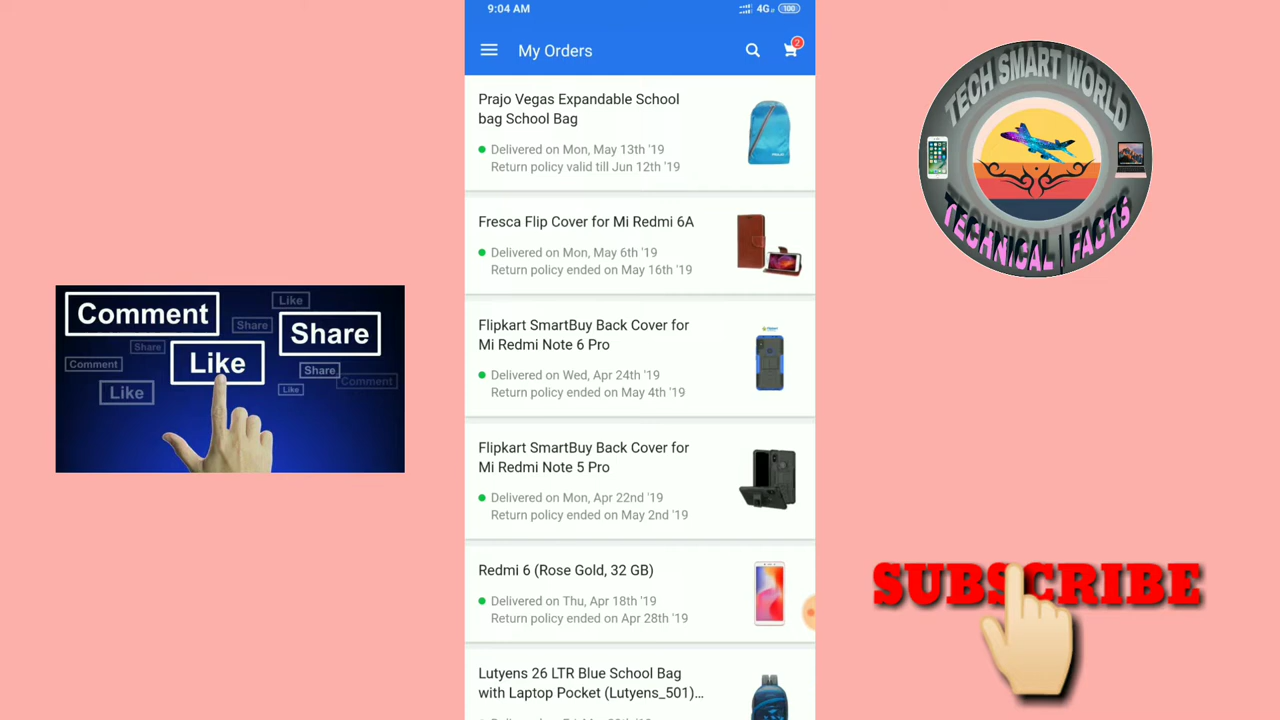 9:04 AM
4G
100
My Orders
2
Prajo Vegas Expandable School
bag School Bag
Delivered on Mon, May 13th '19
Return policy valid till Jun 12th '19
Fresca Flip Cover for Mi Redmi 6A
Delivered on Mon, May 6th '19
Return policy ended on May 16th '19
Flipkart SmartBuy Back Cover for
Mi Redmi Note 6 Pro
Delivered on Wed, Apr 24th '19
Return policy ended on May 4th '19
Flipkart SmartBuy Back Cover for
Mi Redmi Note 5 Pro
Delivered on Mon, Apr 22nd '19
Return policy ended on May 2nd '19
Redmi 6 (Rose Gold, 32 GB)
Delivered on Thu, Apr 18th '19
Return policy ended on Apr 28th '19
Lutyens 26 LTR Blue School Bag
with Laptop Pocket (Lutyens_501)...
Comment
Like
Share
Share
Share
Like
Comment
Share
Like
Like
Comment
TECH SMART WORLD
TECHNICAL | FACTS
SUBSCRIBE